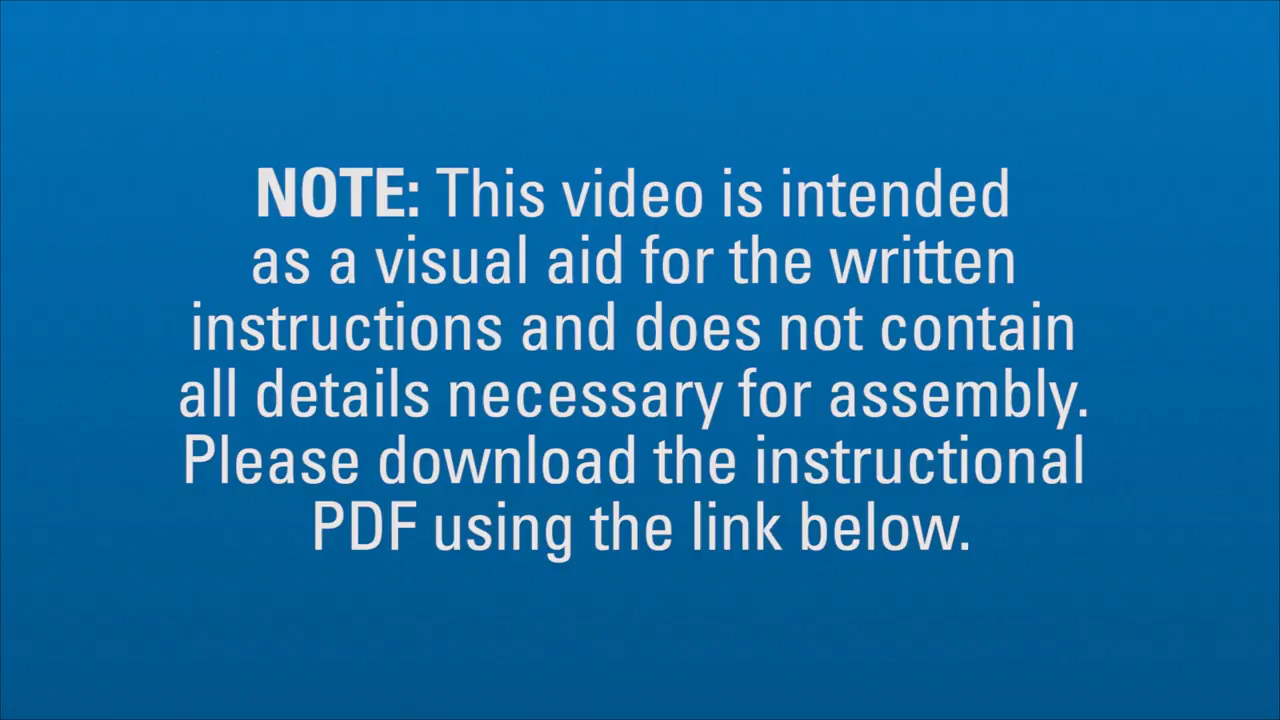 NOTE: This video is intended
as a visual aid for the written
instructions and does not contain
all details necessary for assembly.
Please download the instructional
PDF using the link below.